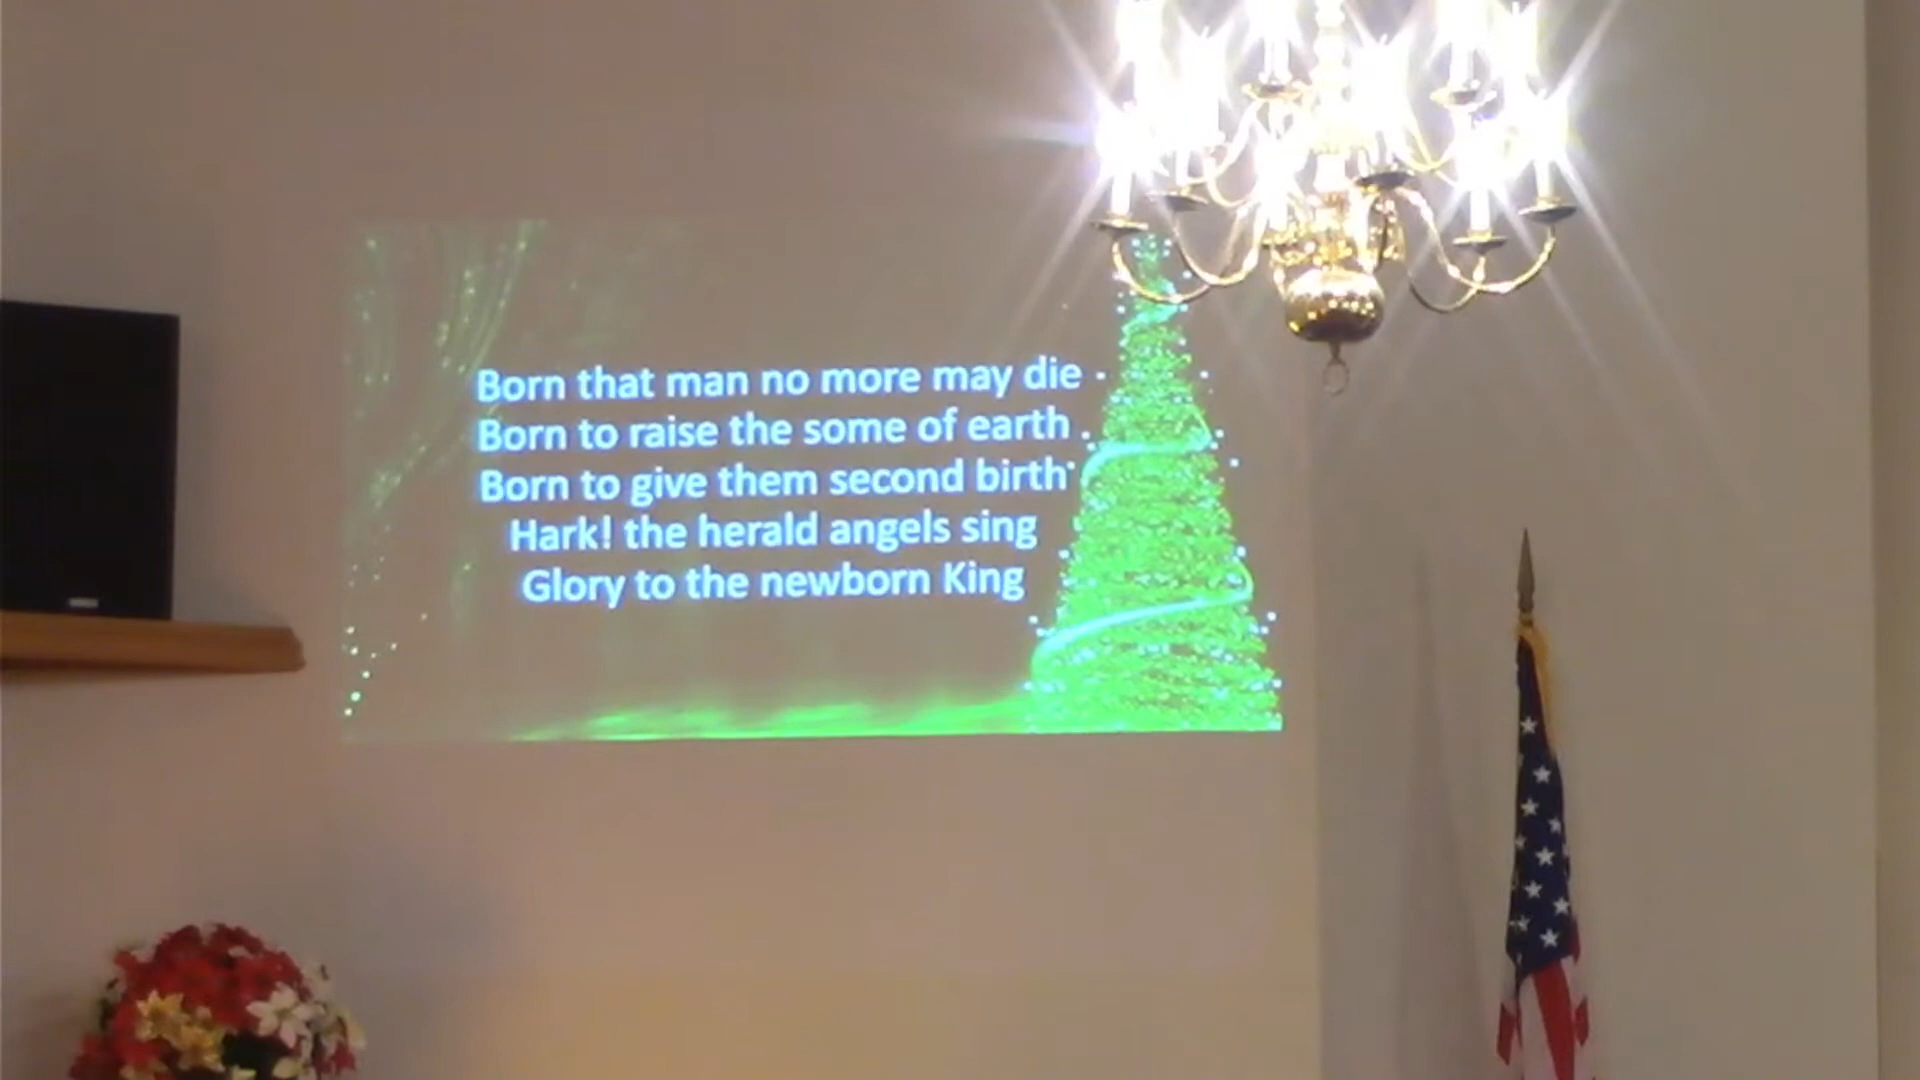 Born that man no more may die
Born to raise the some of earth
Born to give them second birth
Hark! the herald angels sing
Glory to the newborn King